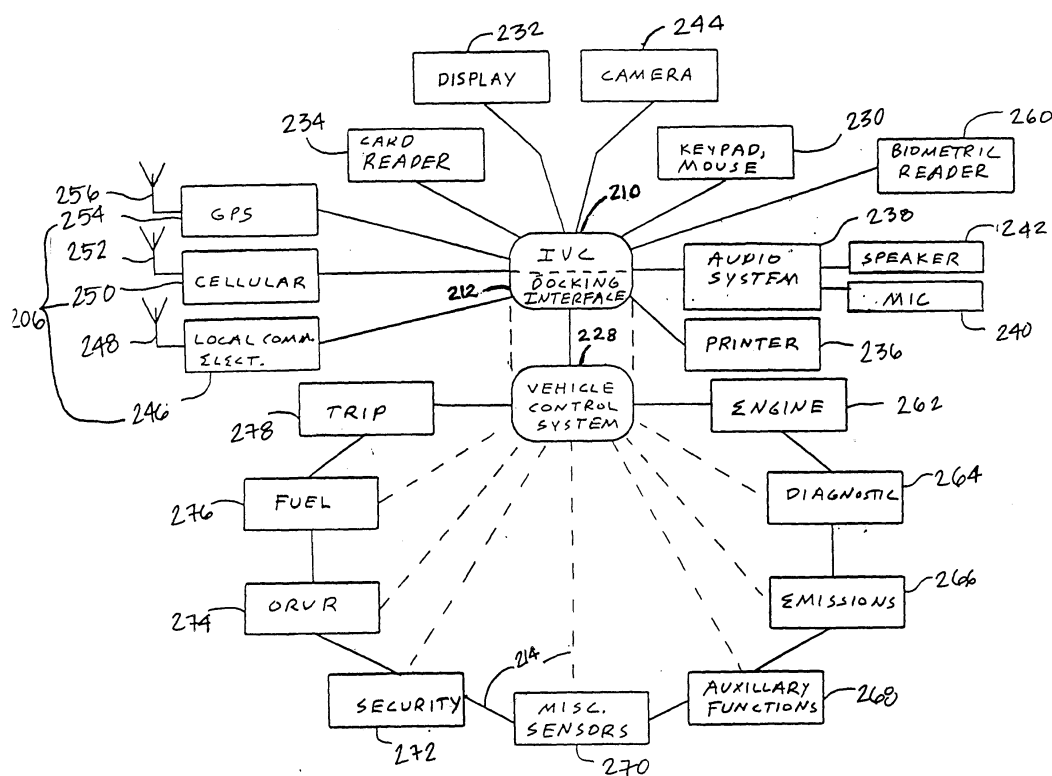 232
244
DISPLAY
CAMERA
234
230
260
CARD
READER
KEYPAD,
MOUSE
BIOMETRIC
READER
256
254
GPS
210
238
242
252
IVC
AUDIO
SYSTEM
SPEAKER
250
CELLULAR
212
DOCKING
INTERFACE
MIC
206
248
LOCAL COMM.
ELECT.
228
PRINTER
236
240
246
TRIP
VEHICLE
CONTROL
SYSTEM
ENGINE
262
278
FUEL
DIAGNOSTIC
264
276
ORVR
EMISSIONS
266
274
214
SECURITY
MISC.
SENSORS
AUXILLARY
FUNCTIONS
268
272
270